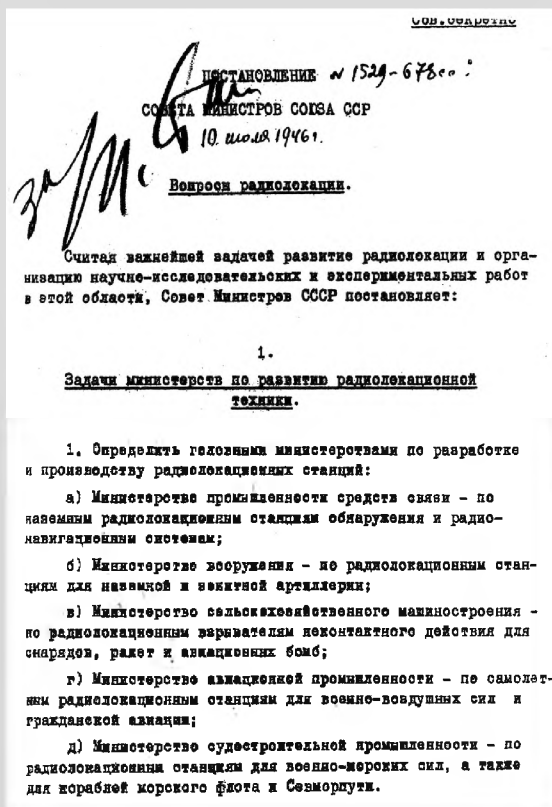 Сов.секретно
ПОСТАНОВЛЕНИЕ № 1529-678сс
СОВЕТА МИНИСТРОВ СОЮЗА ССР
10 июля 1946г.
за
Вопросы радиолокации.
Считая важнейшей задачей развитие радиолокации и орга-
низацию научно-исследовательских и экспериментальных работ
в этой области, Совет Министров СССР постановляет:
1.
Задачи министерств по развитию радиолокационной
техники.
1. Определить головными министерствами по разработке
и производству радиолокационных станций:
а) Министерство промышленности средств связи - по
наземным радиолокационным станциям обнаружения и радио-
навигационным системам;
б) Министерство вооружения - по радиолокационным стан-
циям для наземной и зенитной артиллерии;
в) Министерство сельскохозяйственного машиностроения -
по радиолокационным взрывателям неконтактного действия для
снарядов, ракет и авиационных бомб;
г) Министерство авиационной промышленности - по самолет-
ным радиолокационным станциям для военно-воздушных сил и
гражданской авиации;
д) Министерство судостроительной промышленности - по
радиолокационным станциям для военно-морских сил, а также
для кораблей морского флота и Севморпути.